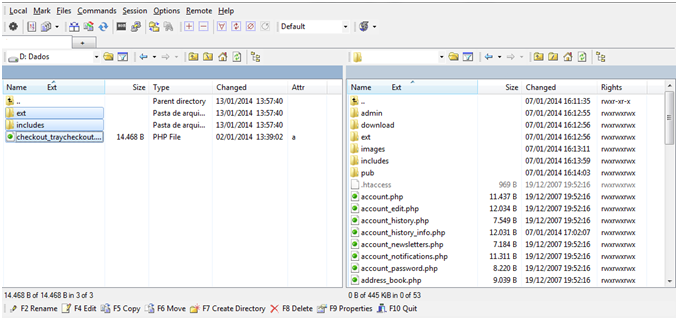 Local Mark Files Commands Session Options Remote Help
Default
+
D: Dados
Name Ext Size Type Changed Attr
.. Parent directory 13/01/2014 13:57:40
ext Pasta de arqui... 13/01/2014 13:57:40
includes Pasta de arqui... 13/01/2014 13:57:40
checkout_traycheckout.... 14.468 B PHP File 02/01/2014 13:39:02 a
14.468 B of 14.468 B in 3 of 3
Name Ext Size Changed Rights
.. 07/01/2014 16:11:35 rwxr-xr-x
admin 07/01/2014 16:12:55 rwxrwxrwx
download 07/01/2014 16:12:56 rwxrwxrwx
ext 07/01/2014 16:12:56 rwxrwxrwx
images 07/01/2014 16:13:11 rwxrwxrwx
includes 07/01/2014 16:13:59 rwxrwxrwx
pub 07/01/2014 16:14:03 rwxrwxrwx
.htaccess 969 B 19/12/2007 19:52:16 rwxrwxrwx
account.php 11.437 B 19/12/2007 19:52:16 rwxrwxrwx
account_edit.php 12.034 B 19/12/2007 19:52:16 rwxrwxrwx
account_history.php 7.549 B 19/12/2007 19:52:16 rwxrwxrwx
account_history_info.php 12.031 B 07/01/2014 17:02:07 rwxrwxrwx
account_newsletters.php 7.184 B 19/12/2007 19:52:16 rwxrwxrwx
account_notifications.php 11.311 B 19/12/2007 19:52:16 rwxrwxrwx
account_password.php 8.220 B 19/12/2007 19:52:16 rwxrwxrwx
address_book.php 9.039 B 19/12/2007 19:52:16 rwxrwxrwx
0 B of 445 KiB in 0 of 53
F2 Rename F4 Edit F5 Copy F6 Move F7 Create Directory F8 Delete F9 Properties F10 Quit